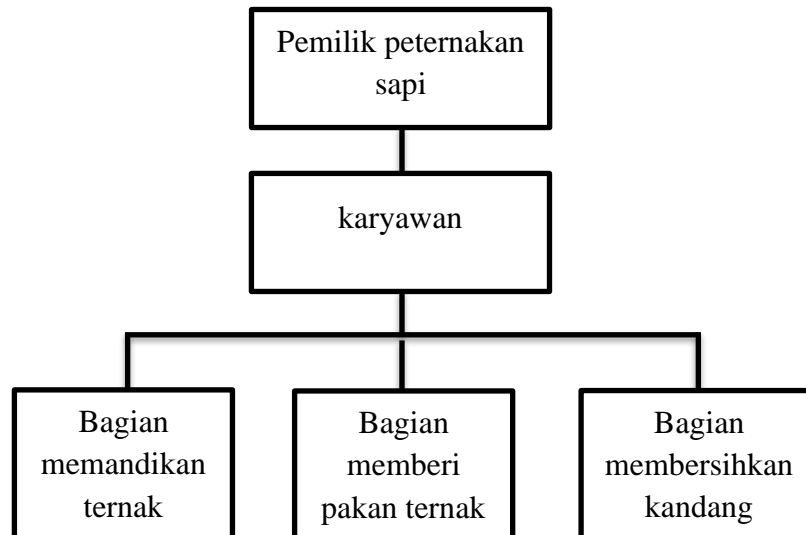 Pemilik peternakan
sapi
karyawan
Bagian
memandikan
ternak
Bagian
memberi
pakan ternak
Bagian
membersihkan
kandang